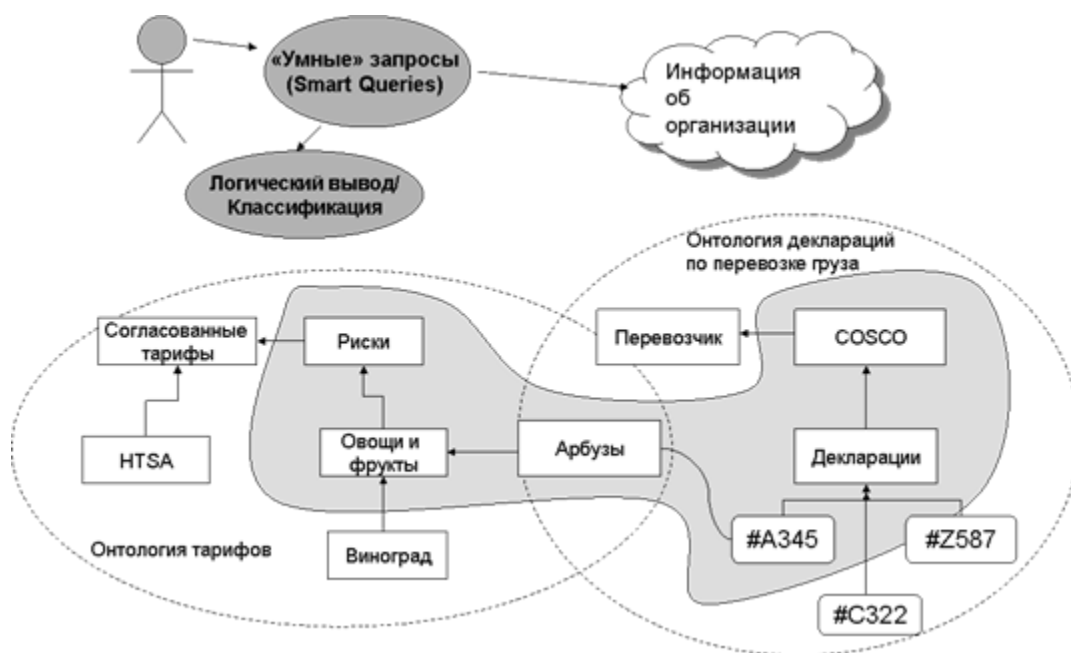 «Умные» запросы
(Smart Queries)
Информация
об
организации
Логический вывод/
Классификация
Онтология деклараций
по перевозке груза
Согласованные
тарифы
Риски
Перевозчик
COSCO
HTSA
Овощи и
фрукты
Арбузы
Декларации
Онтология тарифов
Виноград
#A345
#Z587
#C322